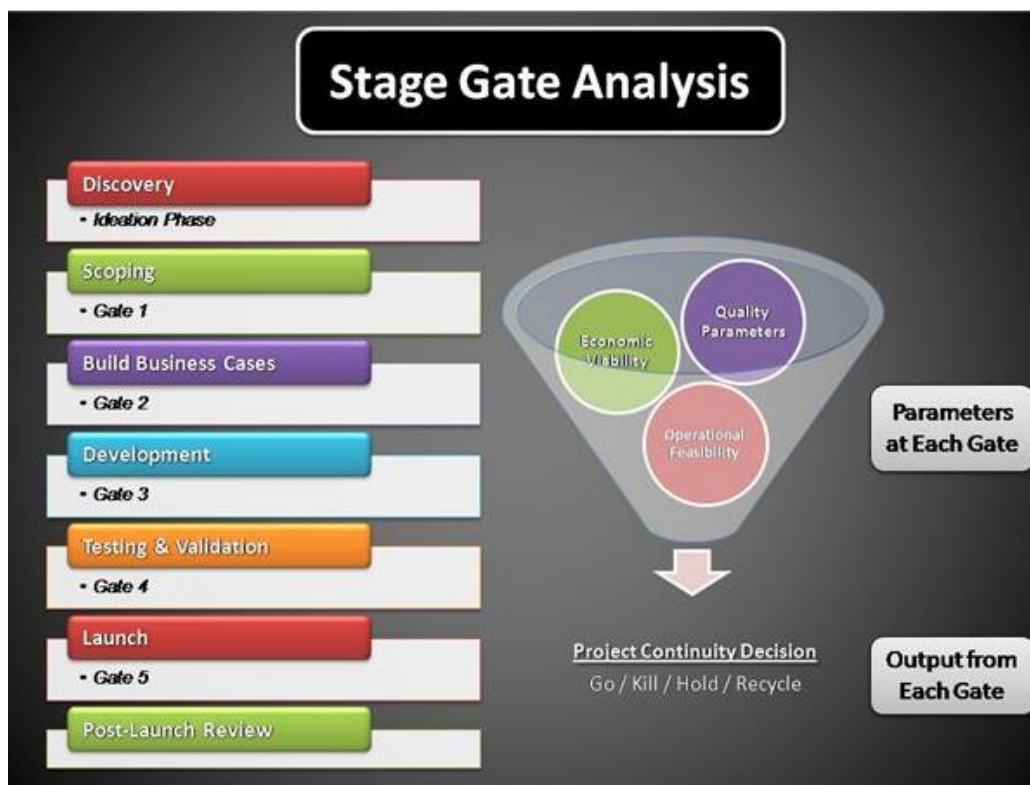 Stage Gate Analysis
Discovery
• Ideation Phase
Scoping
• Gate 1
Build Business Cases
• Gate 2
Development
• Gate 3
Testing & Validation
• Gate 4
Launch
• Gate 5
Post-Launch Review
Economic
Viability
Quality
Parameters
Operational
Feasibility
Parameters
at Each Gate
Project Continuity Decision
Go / Kill / Hold / Recycle
Output from
Each Gate